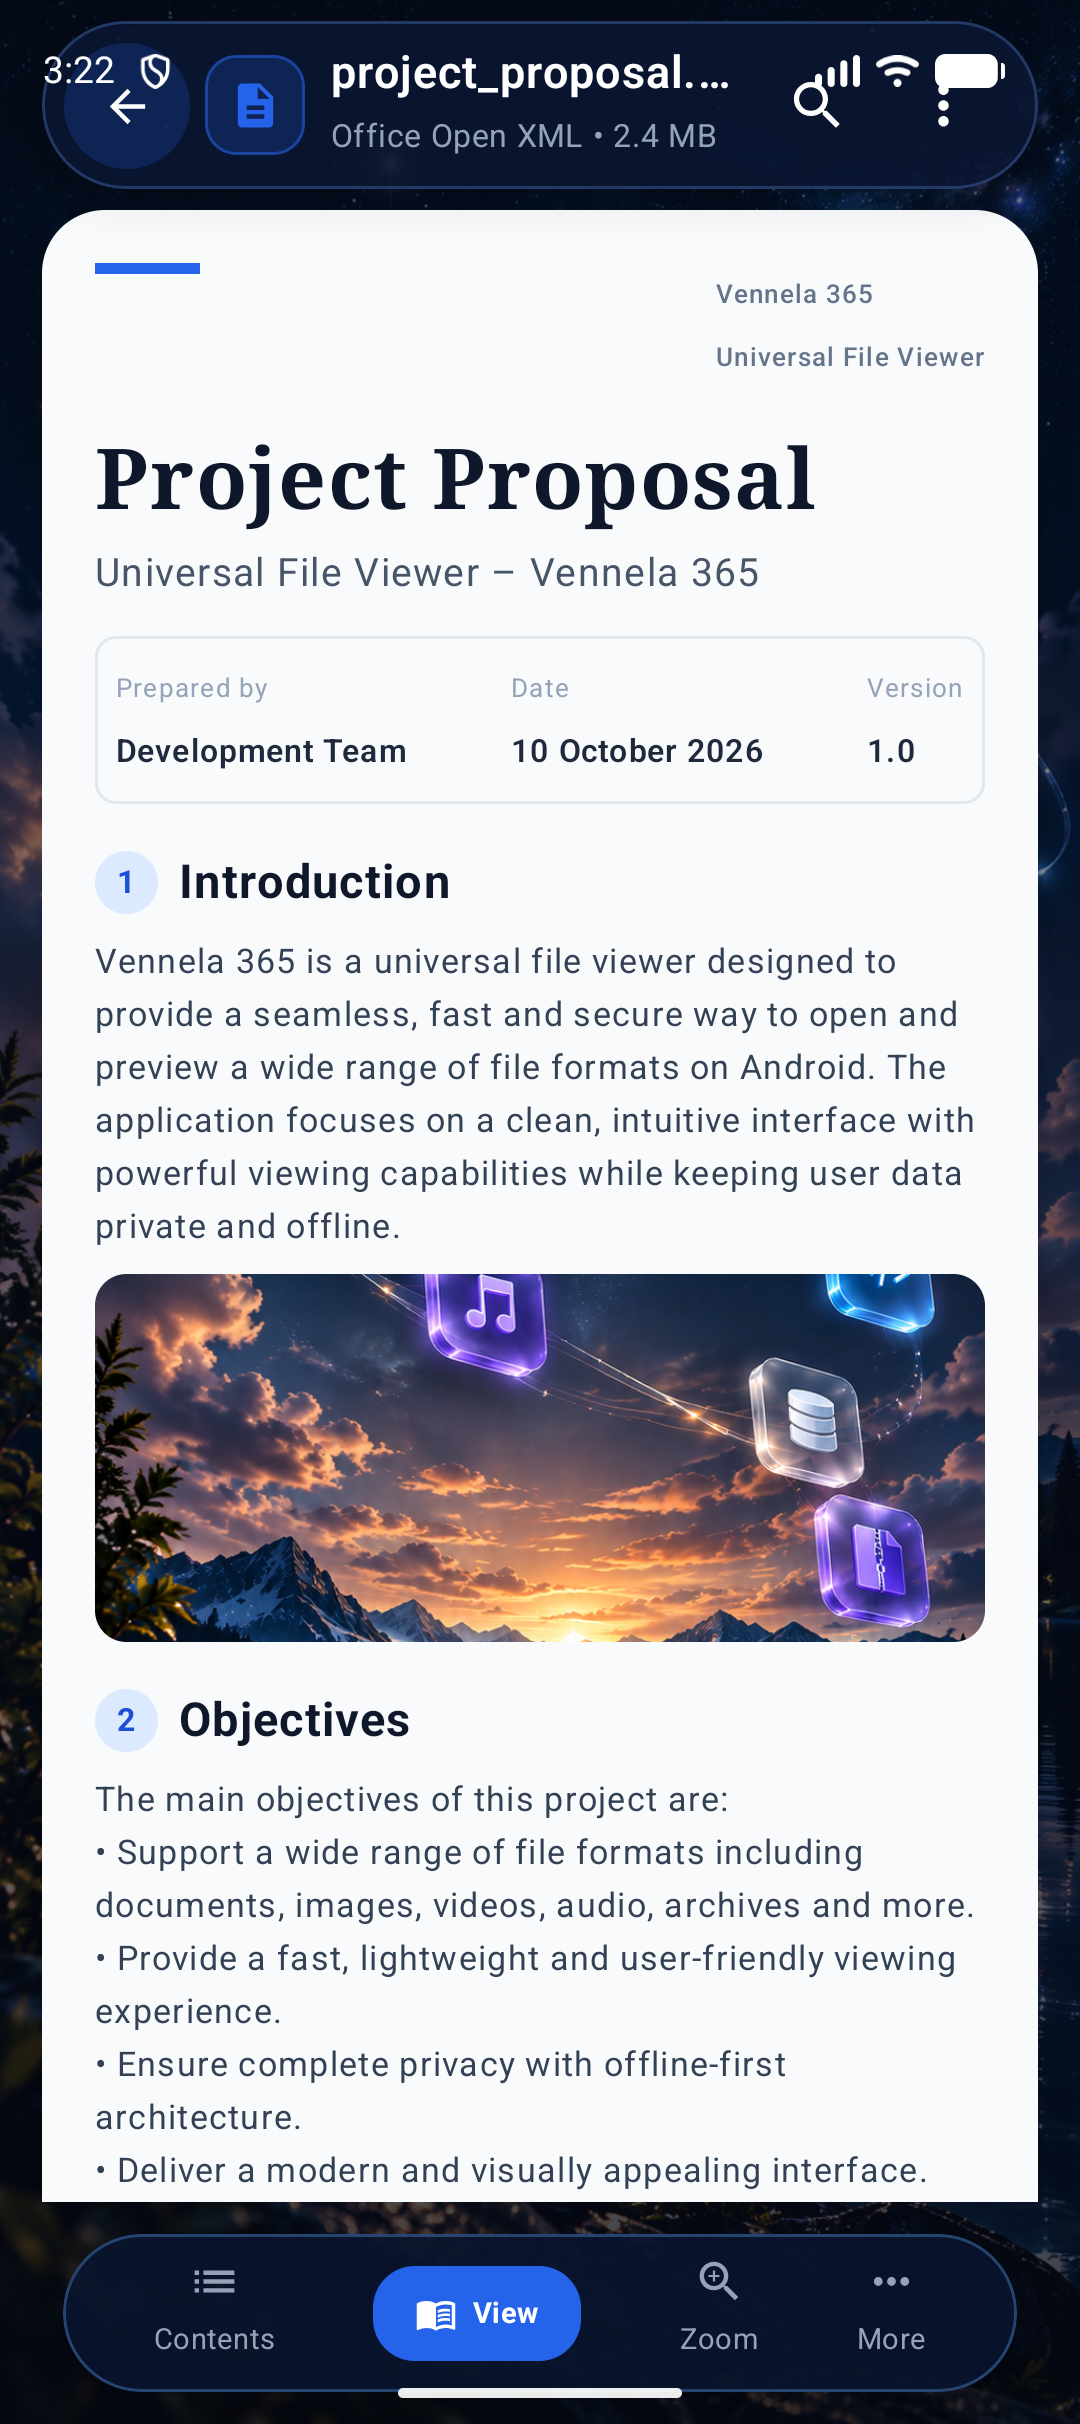 3:22
project_proposal....
Office Open XML • 2.4 MB
Vennela 365
Universal File Viewer
Project Proposal
Universal File Viewer – Vennela 365
Prepared by
Date
Version
Development Team
10 October 2026
1.0
1 Introduction
Vennela 365 is a universal file viewer designed to
provide a seamless, fast and secure way to open and
preview a wide range of file formats on Android. The
application focuses on a clean, intuitive interface with
powerful viewing capabilities while keeping user data
private and offline.
2 Objectives
The main objectives of this project are:
• Support a wide range of file formats including
documents, images, videos, audio, archives and more.
• Provide a fast, lightweight and user-friendly viewing
experience.
• Ensure complete privacy with offline-first
architecture.
• Deliver a modern and visually appealing interface.
Contents
View
Zoom
More